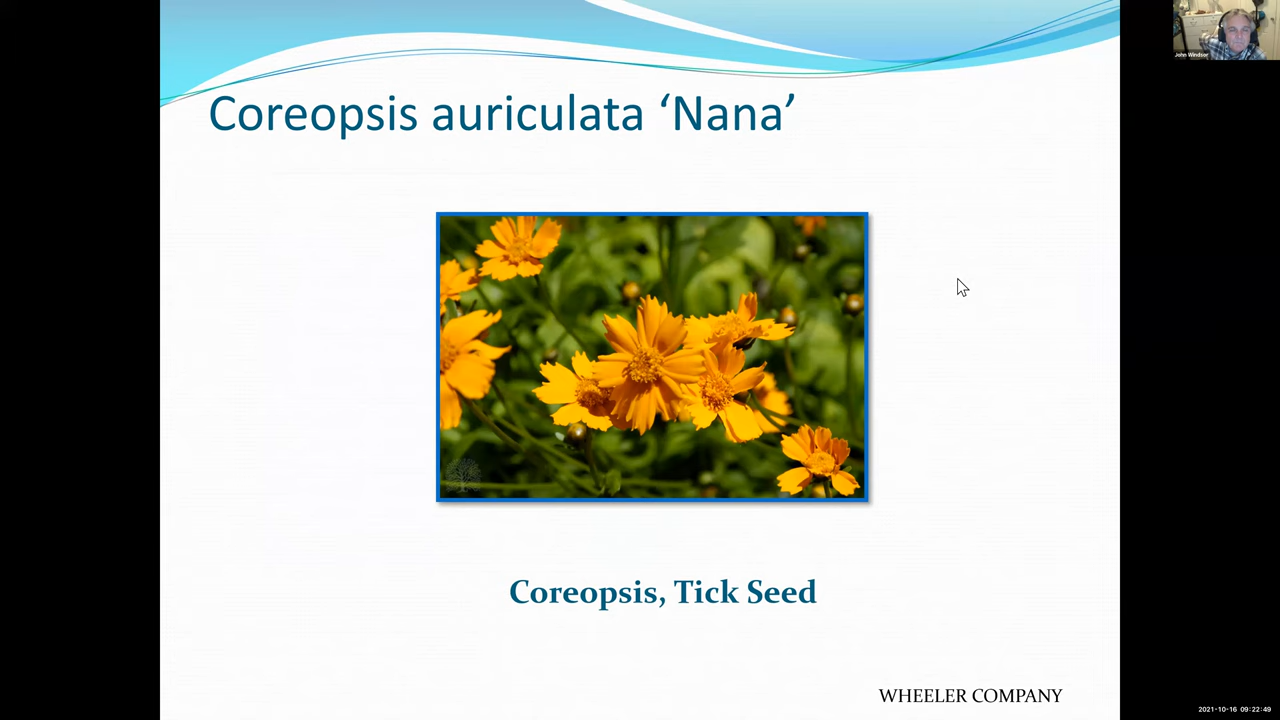 Coreopsis auriculata ‘Nana’
John Windsor
Coreopsis, Tick Seed
WHEELER COMPANY
2021-10-16 09:22:49